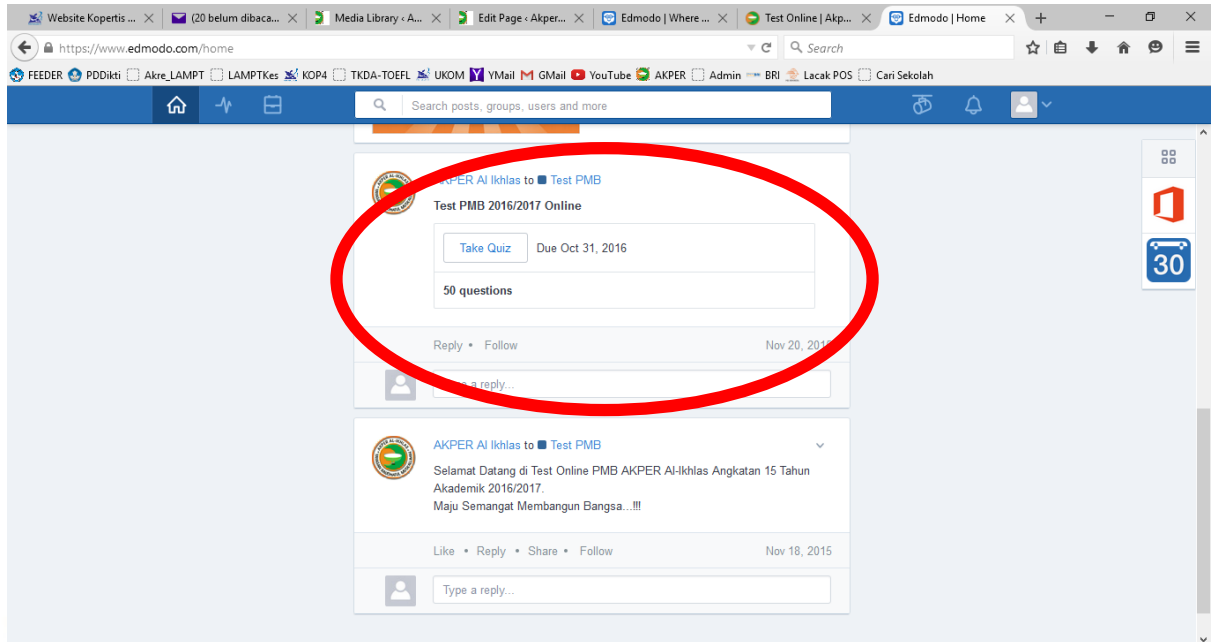 Website Kopertis ...
(20 belum dibaca...
Media Library ‹ A...
Edit Page ‹ Akper...
Edmodo | Where ...
Test Online | Akp...
Edmodo | Home
https://www.edmodo.com/home
Search
FEEDER PDDikti Akre_LAMPT LAMPTKes KOP4 TKDA-TOEFL UKOM YMail GMail YouTube AKPER Admin BRI Lacak POS Cari Sekolah
Search posts, groups, users and more
AKPER Al Ikhlas to Test PMB
Test PMB 2016/2017 Online
Take Quiz Due Oct 31, 2016
50 questions
Reply • Follow Nov 20,
a reply...
30
AKPER Al Ikhlas to Test PMB
Selamat Datang di Test Online PMB AKPER Al-Ikhlas Angkatan 15 Tahun
Akademik 2016/2017.
Maju Semangat Membangun Bangsa...!!!
Like • Reply • Share • Follow Nov 18, 2015
Type a reply...